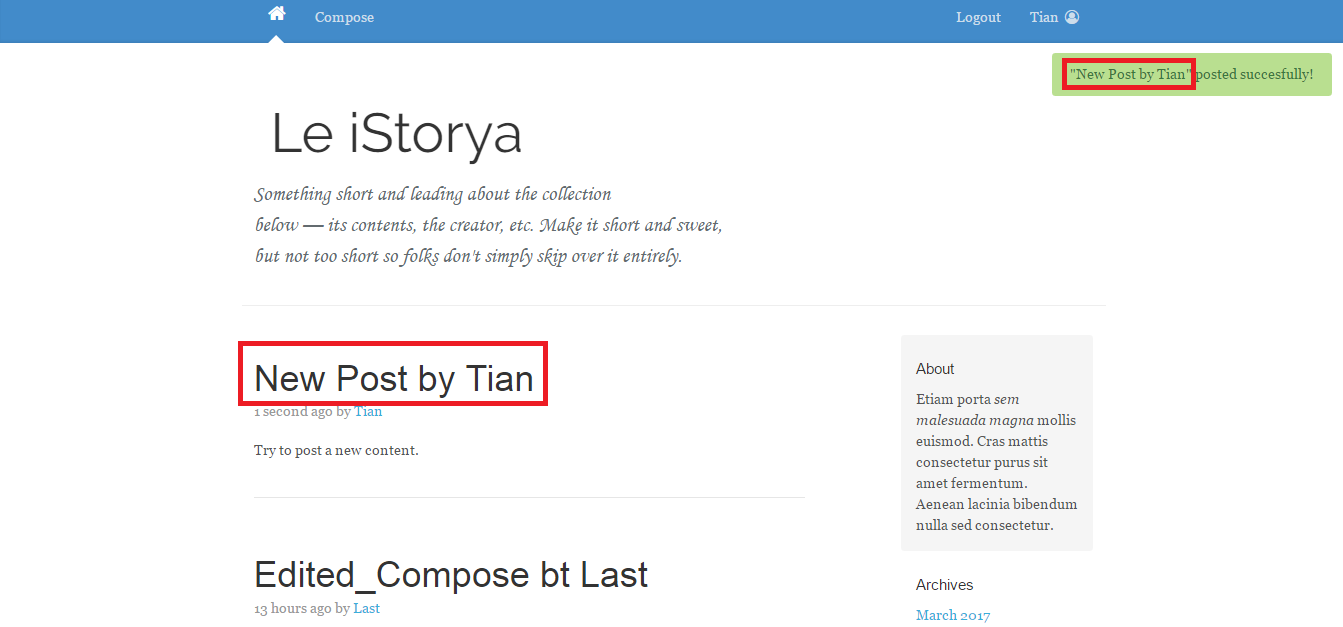 Compose
Logout
Tian
"New Post by Tian" posted succesfully!
Le iStorya
Something short and leading about the collection
below — its contents, the creator, etc. Make it short and sweet,
but not too short so folks don't simply skip over it entirely.
New Post by Tian
1 second ago by Tian
Try to post a new content.
Edited_Compose bt Last
13 hours ago by Last
About
Etiam porta sem
malesuada magna mollis
euismod. Cras mattis
consectetur purus sit
amet fermentum.
Aenean lacinia bibendum
nulla sed consectetur.
Archives
March 2017